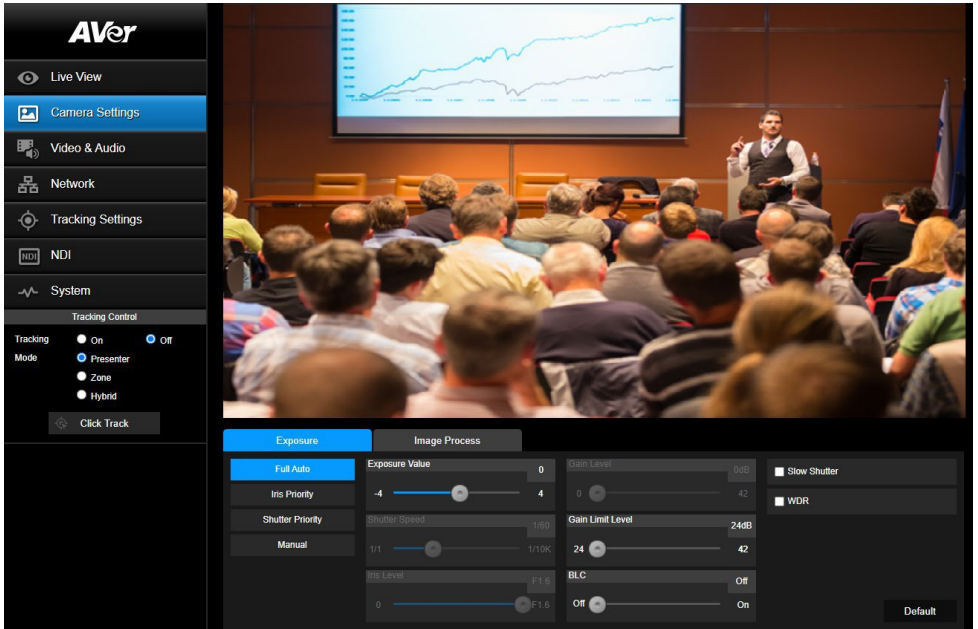 AVer
Live View
Camera Settings
Video & Audio
Network
Tracking Settings
NDI NDI
System
Tracking Control
Tracking On Off
Mode Presenter
Zone
Hybrid
Click Track
Exposure Image Process
Full Auto
Iris Priority
Shutter Priority
Manual
Exposure Value 0
-4 4
Shutter Speed 1/60
1/1 1/10K
Iris Level F1.6
0 F1.6
Gain Level 0dB
0 42
Gain Limit Level 24dB
24 42
BLC Off
Off On
Slow Shutter
WDR
Default